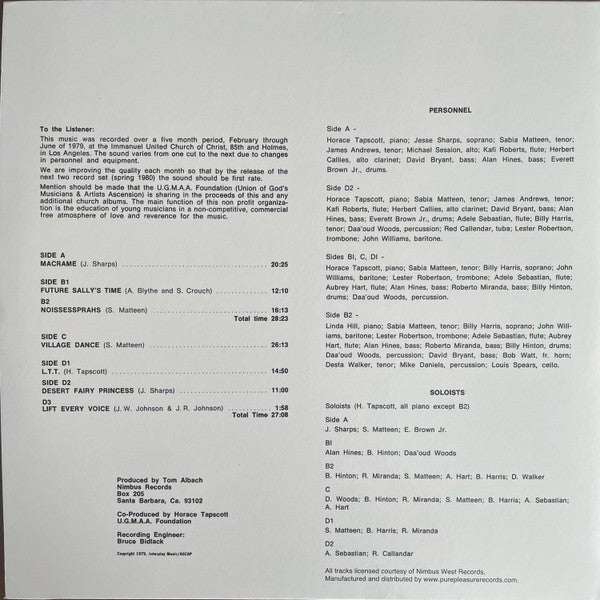 To the Listener:
This music was recorded over a five month period, February through
June of 1979, at the Immanuel United Church of Christ, 85th and Holmes,
in Los Angeles. The sound varies from one cut to the next due to changes
in personnel and equipment.
We are improving the quality each month so that by the release of the
next two record set (spring 1980) the sound should be first rate.
Mention should be made that the U.G.M.A.A. Foundation (Union of God's
Musicians & Artists Ascension) is sharing in the proceeds of this and any
additional church albums. The main function of this non profit organiza-
tion is the education of young musicians in a non-competitive, commercial
free atmosphere of love and reverence for the music.
SIDE A
MACRAME (J. Sharps) 20:25
SIDE B1
FUTURE SALLY'S TIME (A. Blythe and S. Crouch) 12:10
B2
NOISSESSPRAHS (S. Matteen) 16:13
Total time 28:23
SIDE C
VILLAGE DANCE (S. Matteen) 26:13
SIDE D1
L.T.T. (H. Tapscott) 14:50
SIDE D2
DESERT FAIRY PRINCESS (J. Sharps) 11:00
D3
LIFT EVERY VOICE (J. W. Johnson & J. R. Johnson) 1:58
Total Time 27:08
Produced by Tom Albach
Nimbus Records
Box 205
Santa Barbara, Ca. 93102
Co-Produced by Horace Tapscott
U.G.M.A.A. Foundation
Recording Engineer:
Bruce Bidlack
Copyright 1979, Interplay Music/ASCAP
PERSONNEL
Side A -
Horace Tapscott, piano; Jesse Sharps, soprano; Sabia Matteen, tenor;
James Andrews, tenor; Michael Session, alto; Kafi Roberts, flute; Herbert
Callies, alto clarinet; David Bryant, bass; Alan Hines, bass; Everett
Brown Jr., drums.
Side D2 -
Horace Tapscott, piano; Sabia Matteen, tenor; James Andrews, tenor;
Kafi Roberts, flute; Herbert Callies, alto clarinet; David Bryant, bass; Alan
Hines, bass; Everett Brown Jr., drums; Adele Sebastian, flute; Billy Harris,
tenor; Daa'oud Woods, percussion; Red Callendar, tuba; Lester Robertson,
trombone; John Williams, baritone.
Sides BI, C, DI -
Horace Tapscott, piano; Sabia Matteen, tenor; Billy Harris, soprano; John
Williams, baritone; Lester Robertson, trombone; Adele Sebastian, flute;
Aubrey Hart, flute; Alan Hines, bass; Roberto Miranda, bass; Billy Hinton,
drums; Daa'oud Woods, percussion.
Side B2 -
Linda Hill, piano; Sabia Matteen, tenor; Billy Harris, soprano; John Will-
iams, baritone; Lester Robertson, trombone; Adele Sebastian, flute; Aubrey
Hart, flute; Alan Hines, bass; Roberto Miranda, bass; Billy Hinton, drums;
Daa'oud Woods, percussion; David Bryant, bass; Bob Watt, fr. horn;
Desta Walker, tenor; Mike Daniels, percussion; Louis Spears, cello.
SOLOISTS
Soloists (H. Tapscott, all piano except B2)
Side A
J. Sharps; S. Matteen; E. Brown Jr.
BI
Alan Hines; B. Hinton; Daa'oud Woods
B2
B. Hinton; R. Miranda; S. Matteen; A. Hart; B. Harris; D. Walker
C
D. Woods; B. Hinton; R. Miranda; S. Matteen; B. Harris; A. Sebastian;
A. Hart
D1
S. Matteen; B. Harris; R. Miranda
D2
A. Sebastian; R. Callandar
All tracks licensed courtesy of Nimbus West Records.
Manufactured and distributed by www.purepleasurerecords.com.